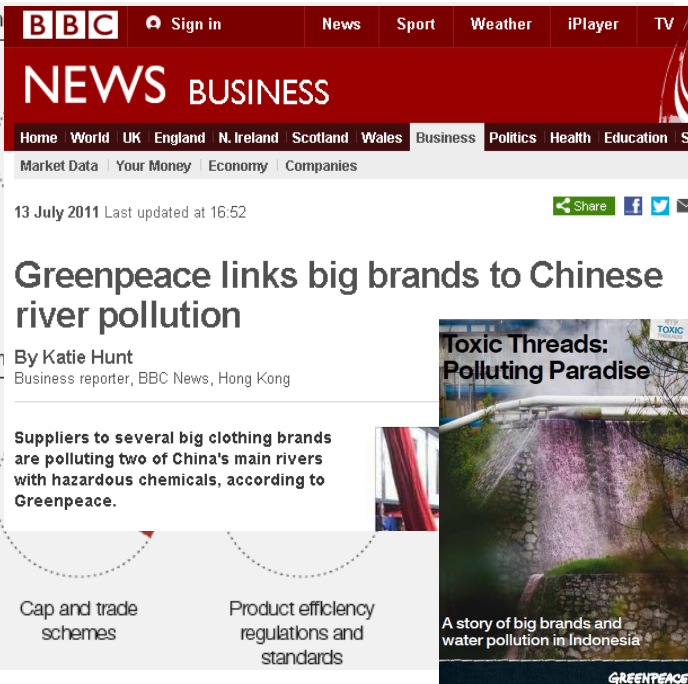 BBC Sign in News Sport Weather iPlayer TV
NEWS BUSINESS
Home World UK England N. Ireland Scotland Wales Business Politics Health Education S
Market Data Your Money Economy Companies
13 July 2011 Last updated at 16:52
Share f
Greenpeace links big brands to Chinese
river pollution
By Katie Hunt
Business reporter, BBC News, Hong Kong
Suppliers to several big clothing brands
are polluting two of China's main rivers
with hazardous chemicals, according to
Greenpeace.
TOXIC
THREADS
Toxic Threads:
Polluting Paradise
A story of big brands and
water pollution in Indonesia
GREENPEACE
Cap and trade
schemes
Product efficiency
regulations and
standards